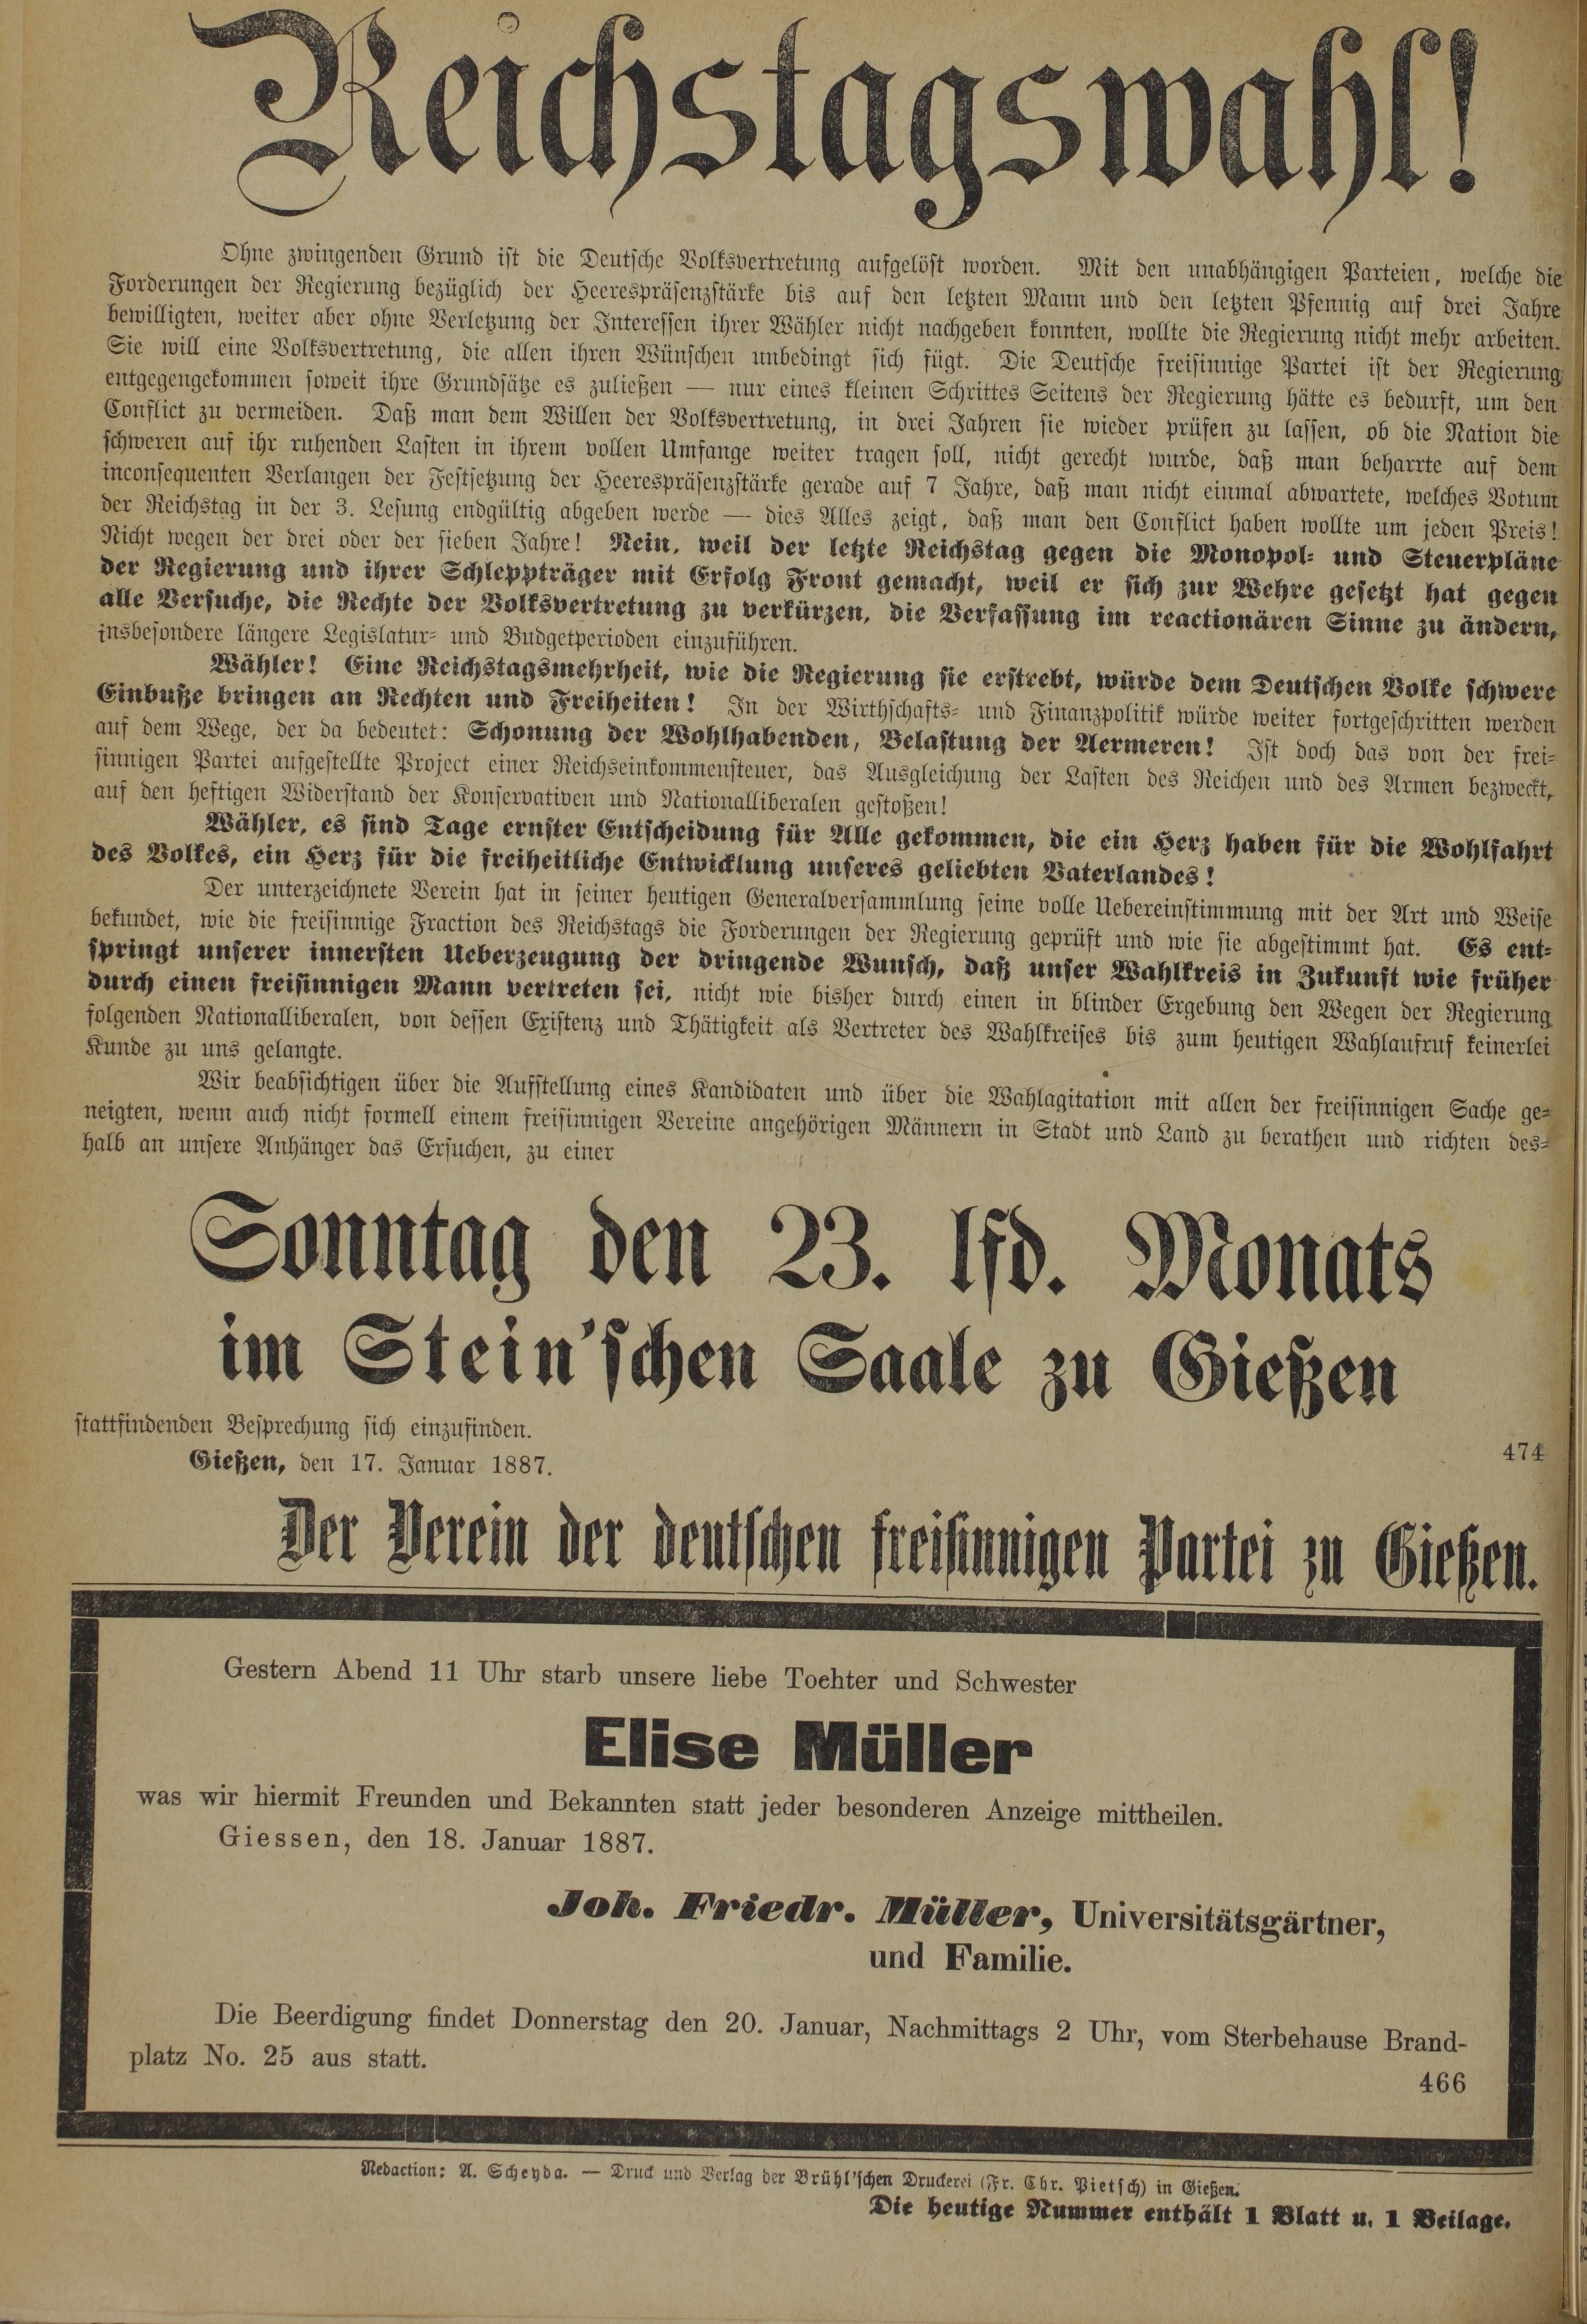 Reichstagswahl!
Ohne zwingenden Grund ist die Deutsche Volksvertretung aufgelöst worden. Mit den unabhängigen Parteien, welche die
Forderungen der Regierung bezüglich der Heerespräsenzstärke bis auf den letzten Mann und den letzten Pfennig auf drei Jahre
bewilligten, weiter aber ohne Verletzung der Interessen ihrer Wähler nicht nachgeben konnten, wollte die Regierung nicht mehr arbeiten.
Sie will eine Volksvertretung, die allen ihren Wünschen unbedingt sich fügt. Die Deutsche freisinnige Partei ist der Regierung
entgegengekommen soweit ihre Grundsätze es zuließen — nur eines kleinen Schrittes Seitens der Regierung hätte es bedurft, um den
Conflict zu vermeiden. Daß man dem Willen der Volksvertretung, in drei Jahren sie wieder prüfen zu lassen, ob die Nation die
schweren auf ihr ruhenden Lasten in ihrem vollen Umfange weiter tragen soll, nicht gerecht wurde, daß man beharrte auf dem
inconsequenten Verlangen der Festsetzung der Heerespräsenzstärke gerade auf 7 Jahre, daß man nicht einmal abwartete, welches Votum
der Reichstag in der 3. Lesung endgültig abgeben werde — dies Alles zeigt, daß man den Conflict haben wollte um jeden Preis!
Nicht wegen der drei oder der sieben Jahre! Nein, weil der letzte Reichstag gegen die Monopol- und Steuerpläne
der Regierung und ihrer Schleppträger mit Erfolg Front gemacht, weil er sich zur Wehre gesetzt hat gegen
alle Versuche, die Rechte der Volksvertretung zu verkürzen, die Verfassung im reactionären Sinne zu ändern,
insbesondere längere Legislatur- und Budgetperioden einzuführen.
Wähler! Eine Reichstagsmehrheit, wie die Regierung sie erstrebt, würde dem Deutschen Volke schwere
Einbuße bringen an Rechten und Freiheiten! In der Wirthschafts- und Finanzpolitik würde weiter fortgeschritten werden
auf dem Wege, der da bedeutet: Schonung der Wohlhabenden, Belastung der Aermeren! Ist doch das von der frei-
sinnigen Partei aufgestellte Project einer Reichseinkommensteuer, das Ausgleichung der Lasten des Reichen und des Armen bezweckt,
auf den heftigen Widerstand der Konservativen und Nationalliberalen gestoßen!
Wähler, es sind Tage ernster Entscheidung für Alle gekommen, die ein Herz haben für die Wohlfahrt
des Volkes, ein Herz für die freiheitliche Entwicklung unseres geliebten Vaterlandes!
Der unterzeichnete Verein hat in seiner heutigen Generalversammlung seine volle Uebereinstimmung mit der Art und Weise
bekundet, wie die freisinnige Fraction des Reichstags die Forderungen der Regierung geprüft und wie sie abgestimmt hat. Es ent-
springt unserer innersten Ueberzeugung der dringende Wunsch, daß unser Wahlkreis in Zukunft wie früher
durch einen freisinnigen Mann vertreten sei, nicht wie bisher durch einen in blinder Ergebung den Wegen der Regierung
folgenden Nationalliberalen, von dessen Existenz und Thätigkeit als Vertreter des Wahlkreises bis zum heutigen Wahlaufruf keinerlei
Kunde zu uns gelangte.
Wir beabsichtigen über die Aufstellung eines Kandidaten und über die Wahlagitation mit allen der freisinnigen Sache ge-
neigten, wenn auch nicht formell einem freisinnigen Vereine angehörigen Männern in Stadt und Land zu berathen und richten des-
halb an unsere Anhänger das Ersuchen, zu einer
Sonntag den 23. lfd. Monats
im Stein'schen Saale zu Gießen
stattfindenden Besprechung sich einzufinden.
Gießen, den 17. Januar 1887.
474
Der Verein der deutschen freisinnigen Partei zu Gießen.
Gestern Abend 11 Uhr starb unsere liebe Tochter und Schwester
Elise Müller
was wir hiermit Freunden und Bekannten statt jeder besonderen Anzeige mittheilen.
Giessen, den 18. Januar 1887.
Joh. Friedr. Müller, Universitätsgärtner,
und Familie.
Die Beerdigung findet Donnerstag den 20. Januar, Nachmittags 2 Uhr, vom Sterbehause Brand-
platz No. 25 aus statt.
466
Redaction: A. Scheyda. — Druck und Verlag der Brühl'schen Druckerei (Fr. Chr. Pietsch) in Gießen.
Die heutige Nummer enthält 1 Blatt u. 1 Beilage.